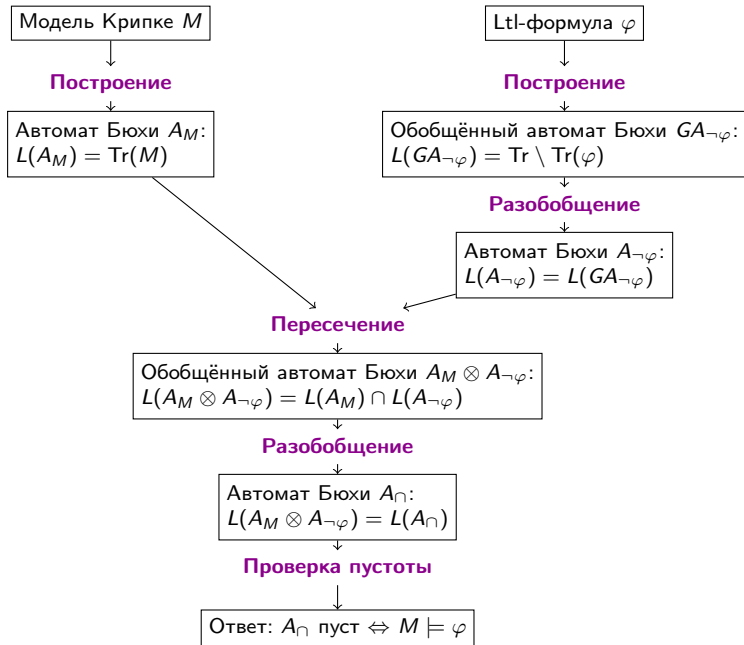 Модель Крипке M
Ltl-формула φ
Построение
Построение
Автомат Бюхи A_M:
L(A_M) = Tr(M)
Обобщённый автомат Бюхи GA_¬φ:
L(GA_¬φ) = Tr \ Tr(φ)
Разобобщение
Автомат Бюхи A_¬φ:
L(A_¬φ) = L(GA_¬φ)
Пересечение
Обобщённый автомат Бюхи A_M ⊗ A_¬φ:
L(A_M ⊗ A_¬φ) = L(A_M) ∩ L(A_¬φ)
Разобобщение
Автомат Бюхи A_∩:
L(A_M ⊗ A_¬φ) = L(A_∩)
Проверка пустоты
Ответ: A_∩ пуст ⇔ M ⊨ φ